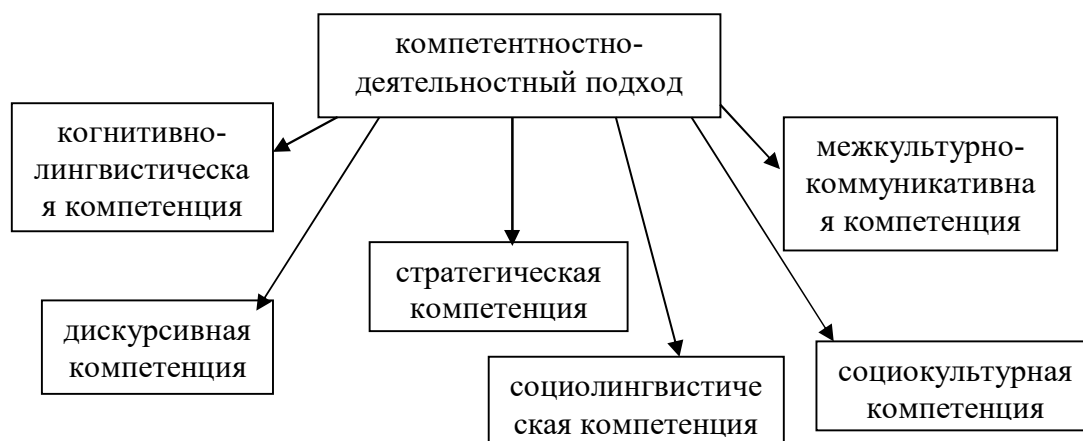 компетентностно-
деятельностный подход
когнитивно-
лингвистическа
я компетенция
межкультурно-
коммуникативна
я компетенция
стратегическая
компетенция
дискурсивная
компетенция
социолингвистиче
ская компетенция
социокультурная
компетенция